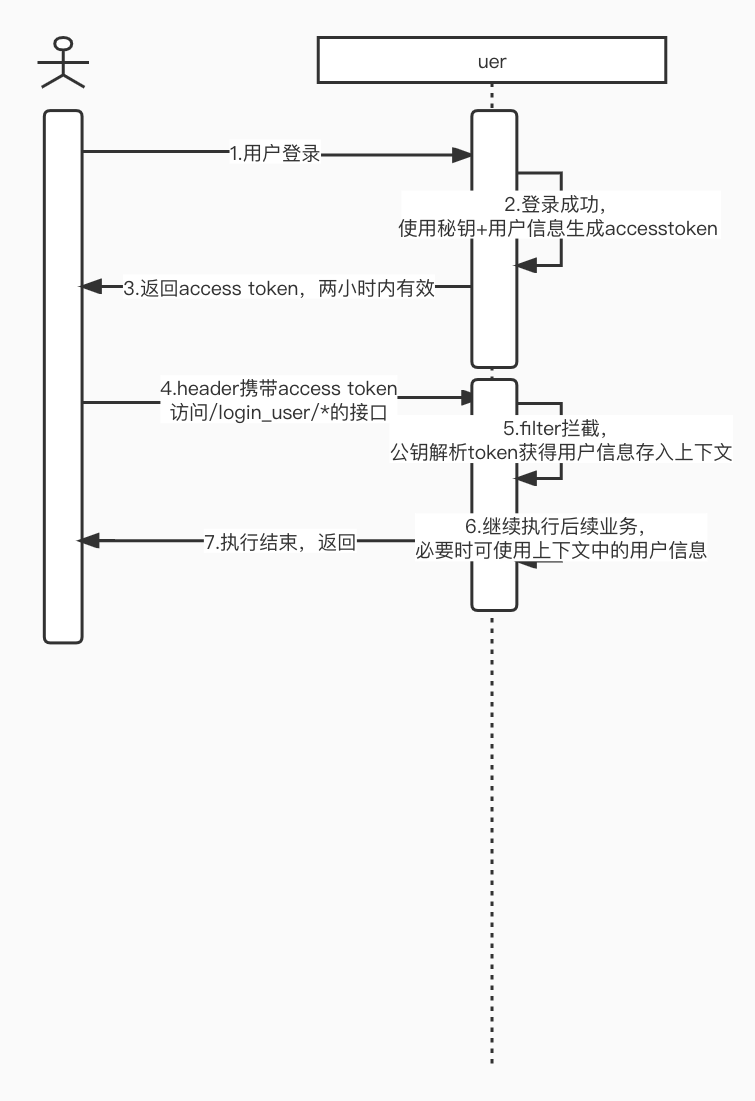 uer
1.用户登录
2.登录成功，
使用秘钥+用户信息生成accesstoken
3.返回access token，两小时内有效
4.header携带access token
访问/login_user/*的接口
5.filter拦截，
公钥解析token获得用户信息存入上下文
6.继续执行后续业务，
必要时可使用上下文中的用户信息
7.执行结束，返回